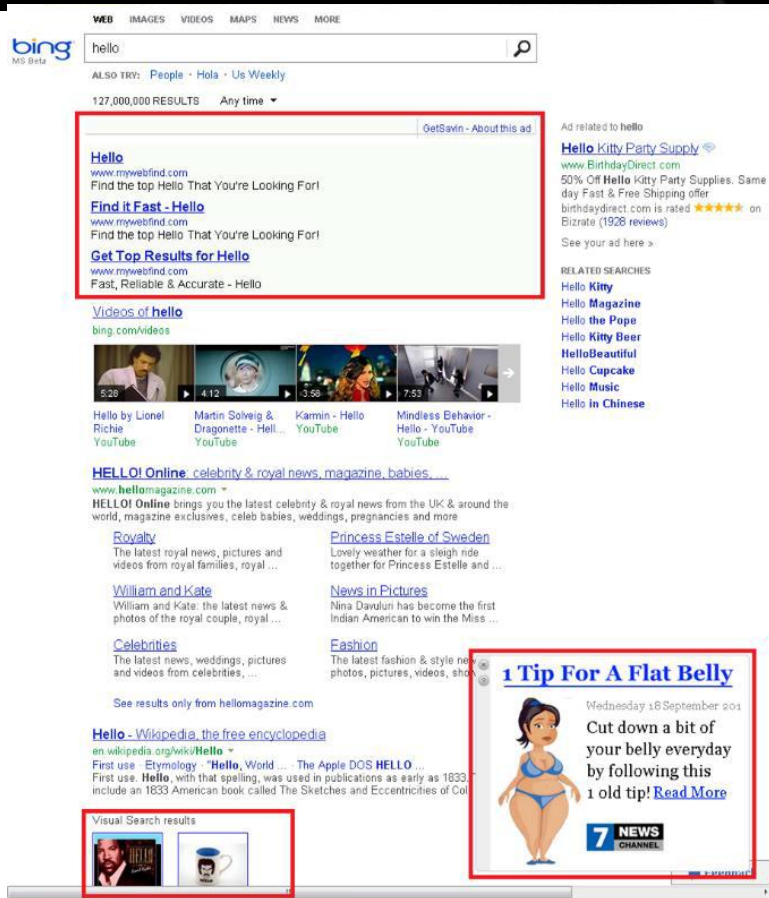 WEB IMAGES VIDEOS MAPS NEWS MORE
bing
MS Beta
hello
ALSO TRY: People · Hola · Us Weekly
127,000,000 RESULTS Any time
GetSavin - About this ad
Hello
www.mywebfind.com
Find the top Hello That You're Looking For!
Find it Fast - Hello
www.mywebfind.com
Find the top Hello That You're Looking For!
Get Top Results for Hello
www.mywebfind.com
Fast, Reliable & Accurate - Hello
Videos of hello
bing.com/videos
5:28 4:12 3:58 7:53
Hello by Lionel Martin Solveig & Karmin - Hello Mindless Behavior -
Richie Dragonette - Hell... YouTube Hello - YouTube
YouTube YouTube YouTube
HELLO! Online: celebrity & royal news, magazine, babies, ...
www.hellomagazine.com
HELLO! Online brings you the latest celebrity & royal news from the UK & around the
world, magazine exclusives, celeb babies, weddings, pregnancies and more
Royalty
The latest royal news, pictures and
videos from royal families, royal ...
Princess Estelle of Sweden
Lovely weather for a sleigh ride
together for Princess Estelle and ...
William and Kate
William and Kate: the latest news &
photos of the royal couple, royal ...
News in Pictures
Nina Davuluri has become the first
Indian American to win the Miss ...
Celebrities
The latest news, weddings, pictures
and videos from celebrities, ...
Fashion
The latest fashion & style
photos, pictures, videos,
See results only from hellomagazine.com
Hello - Wikipedia, the free encyclopedia
en.wikipedia.org/wiki/Hello
First use · Etymology · "Hello, World ... · The Apple DOS HELLO ...
First use. Hello, with that spelling, was used in publications as early as 1833.
include an 1833 American book called The Sketches and Eccentricities of Col
Visual Search results
HELLO
Ad related to hello
Hello Kitty Party Supply
www.BirthdayDirect.com
50% Off Hello Kitty Party Supplies. Same
day Fast & Free Shipping offer
birthdaydirect.com is rated on
Bizrate (1928 reviews)
See your ad here »
RELATED SEARCHES
Hello Kitty
Hello Magazine
Hello the Pope
Hello Kitty Beer
HelloBeautiful
Hello Cupcake
Hello Music
Hello in Chinese
1 Tip For A Flat Belly
Wednesday 18 September 201
Cut down a bit of
your belly everyday
by following this
1 old tip! Read More
7 NEWS
CHANNEL